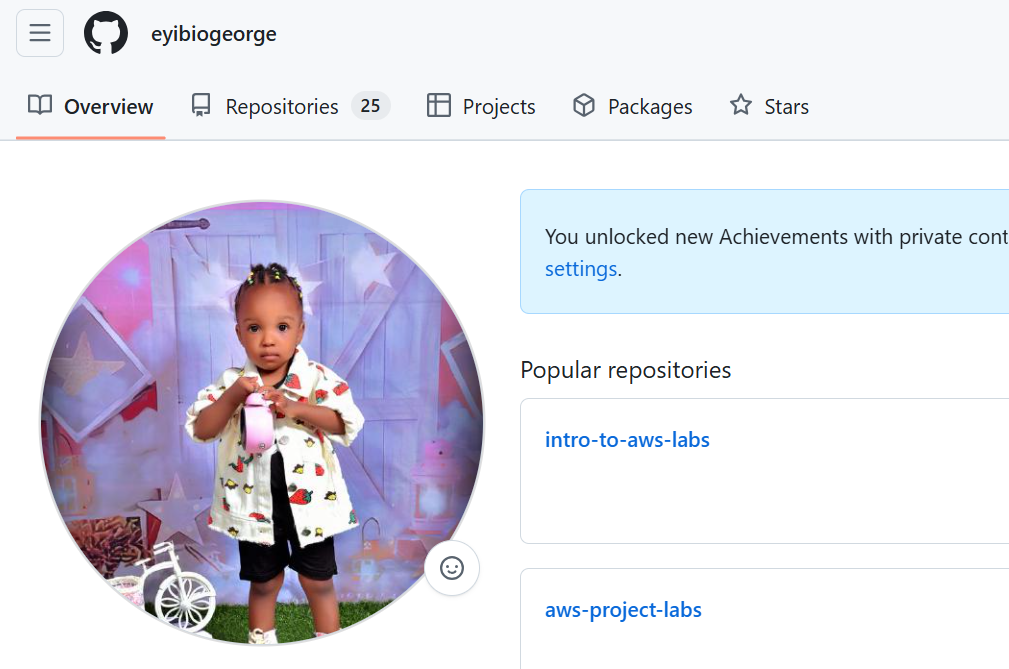 eyibiogeorge
Overview
Repositories 25
Projects
Packages
Stars
You unlocked new Achievements with private cont
settings.
Popular repositories
intro-to-aws-labs
aws-project-labs